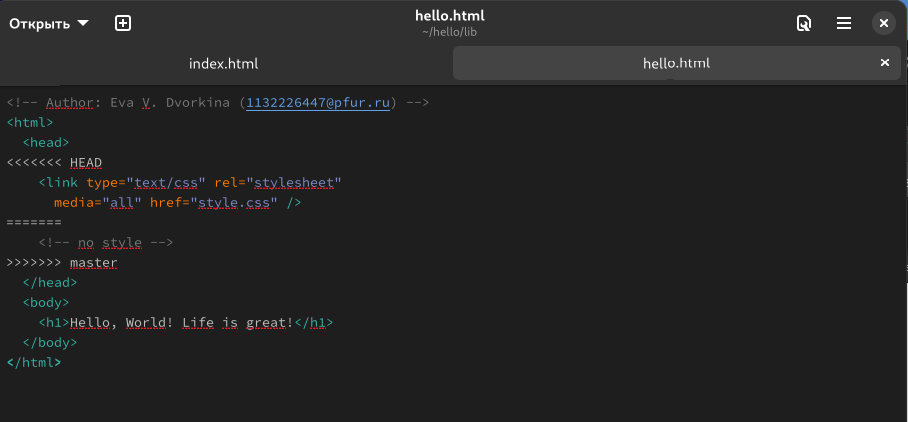 Открыть
hello.html
~/hello/lib
index.html
hello.html
<!-- Author: Eva V. Dvorkina (1132226447@pfur.ru) -->
<html>
  <head>
<<<<<<< HEAD
    <link type="text/css" rel="stylesheet"
      media="all" href="style.css" />
=======
    <!-- no style -->
>>>>>>> master
  </head>
  <body>
    <h1>Hello, World! Life is great!</h1>
  </body>
</html>